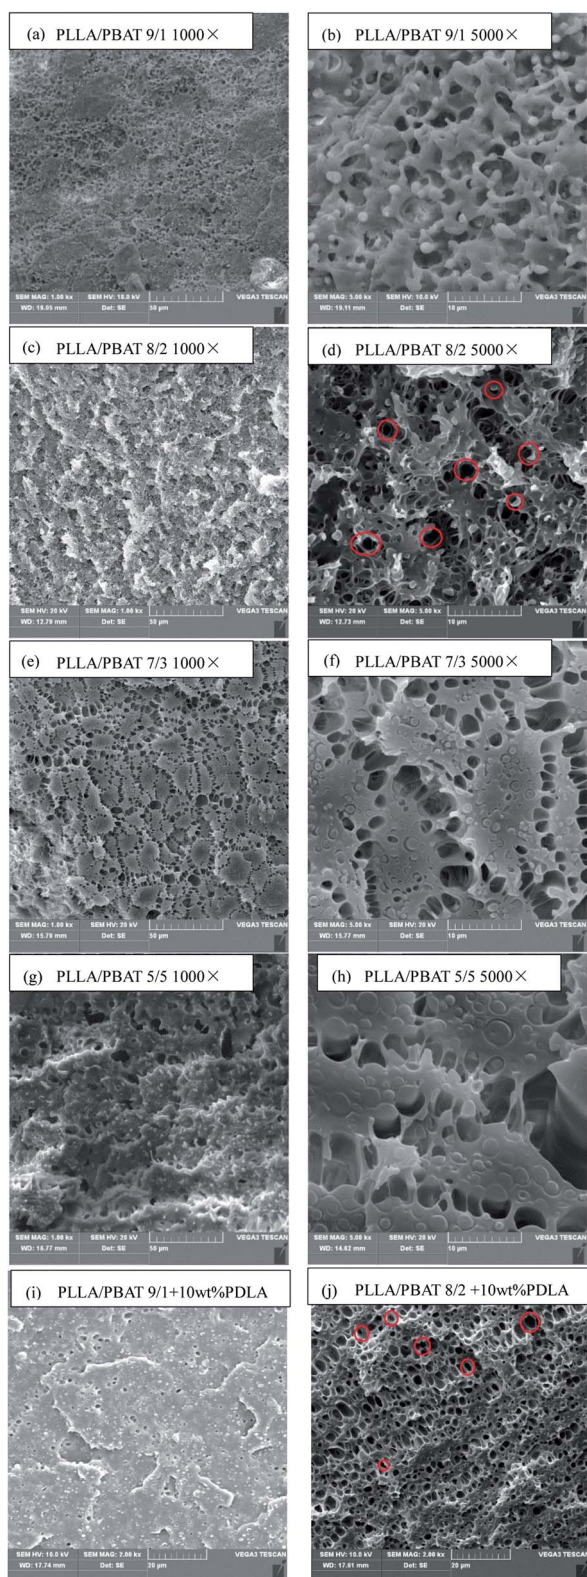 (a) PLLA/PBAT 9/1 1000×
SEM MAG: 1.00 kx SEM HV: 10.0 kV VEGA3 TESCAN
WD: 19.05 mm Det: SE 50 μm
(b) PLLA/PBAT 9/1 5000×
SEM MAG: 5.00 kx SEM HV: 10.0 kV VEGA3 TESCAN
WD: 19.11 mm Det: SE 10 μm
(c) PLLA/PBAT 8/2 1000×
SEM HV: 20 kV SEM MAG: 1.00 kx VEGA3 TESCAN
WD: 12.79 mm Det: SE 50 μm
(d) PLLA/PBAT 8/2 5000×
SEM HV: 20 kV SEM MAG: 5.00 kx VEGA3 TESCAN
WD: 12.73 mm Det: SE 10 μm
(e) PLLA/PBAT 7/3 1000×
SEM MAG: 1.00 kx SEM HV: 20 kV VEGA3 TESCAN
WD: 15.79 mm Det: SE 50 μm
(f) PLLA/PBAT 7/3 5000×
SEM MAG: 5.00 kx SEM HV: 20 kV VEGA3 TESCAN
WD: 15.77 mm Det: SE 10 μm
(g) PLLA/PBAT 5/5 1000×
SEM MAG: 1.00 kx SEM HV: 20 kV VEGA3 TESCAN
WD: 16.77 mm Det: SE 50 μm
(h) PLLA/PBAT 5/5 5000×
SEM MAG: 5.00 kx SEM HV: 20 kV VEGA3 TESCAN
WD: 14.62 mm Det: SE 10 μm
(i) PLLA/PBAT 9/1+10wt%PDLA
SEM HV: 10.0 kV SEM MAG: 2.00 kx VEGA3 TESCAN
WD: 17.74 mm Det: SE 20 μm
(j) PLLA/PBAT 8/2 +10wt%PDLA
SEM HV: 10.0 kV SEM MAG: 2.00 kx VEGA3 TESCAN
WD: 17.61 mm Det: SE 20 μm